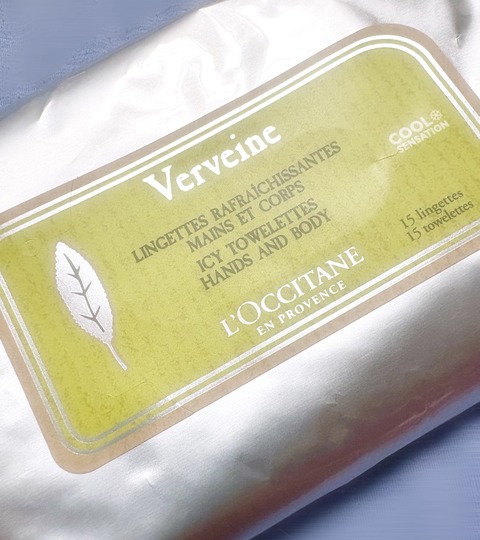 Verveine
COOL
SENSATION
LINGETTES RAFRAÎCHISSANTES
MAINS ET CORPS
ICY TOWELETTES
HANDS AND BODY
15 lingettes
15 towelettes
L'OCCITANE
EN PROVENCE